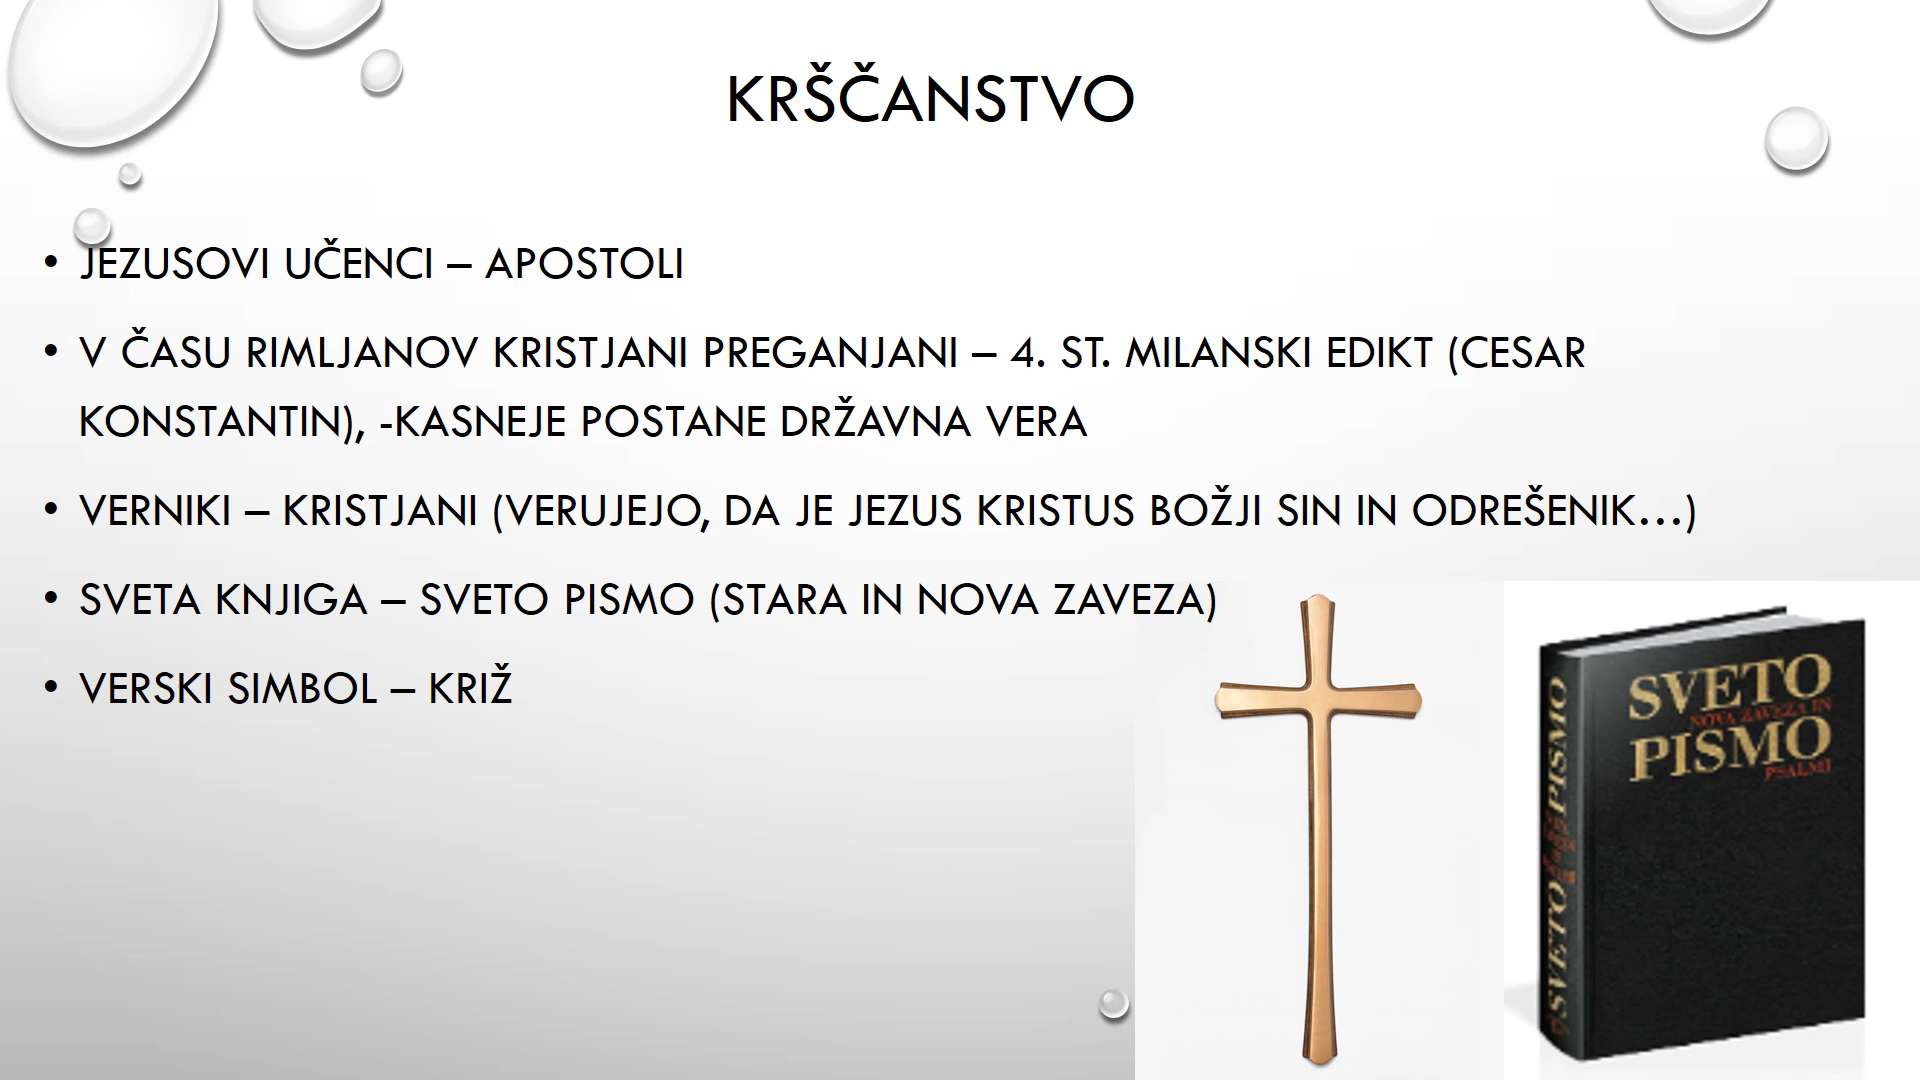 KRŠČANSTVO
• JEZUSOVI UČENCI – APOSTOLI
• V ČASU RIMLJANOV KRISTJANI PREGANJANI – 4. ST. MILANSKI EDIKT (CESAR
KONSTANTIN), -KASNEJE POSTANE DRŽAVNA VERA
• VERNIKI – KRISTJANI (VERUJEJO, DA JE JEZUS KRISTUS BOŽJI SIN IN ODREŠENIK…)
• SVETA KNJIGA – SVETO PISMO (STARA IN NOVA ZAVEZA)
• VERSKI SIMBOL – KRIŽ
SVETO
NOVA ZAVEZA IN
PISMO
PSALMI
SVETO PISMO